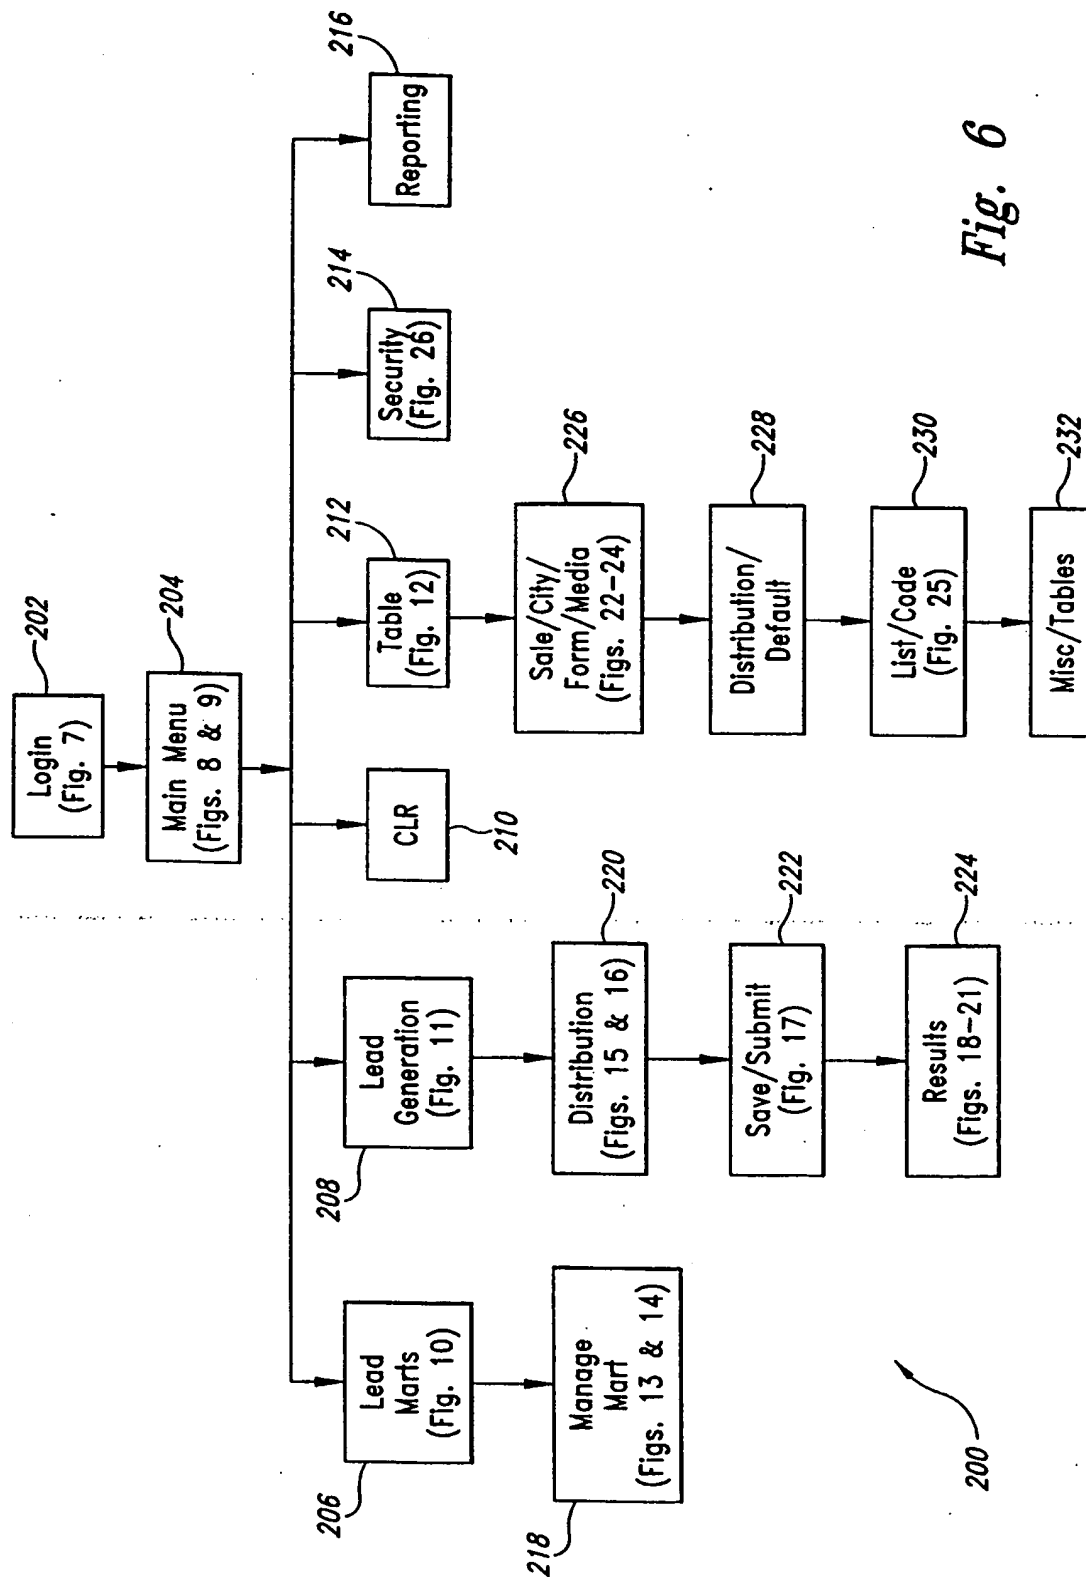 202
Login
(Fig. 7)
204
Main Menu
(Figs. 8 & 9)
206
Lead
Marts
(Fig. 10)
208
Lead
Generation
(Fig. 11)
CLR
210
212
Table
(Fig. 12)
214
Security
(Fig. 26)
216
Reporting
218
Manage
Mart
(Figs. 13 & 14)
220
Distribution
(Figs. 15 & 16)
222
Save/Submit
(Fig. 17)
224
Results
(Figs. 18-21)
226
Sale/City/
Form/Media
(Figs. 22-24)
228
Distribution/
Default
230
List/Code
(Fig. 25)
232
Misc/Tables
200
Fig. 6